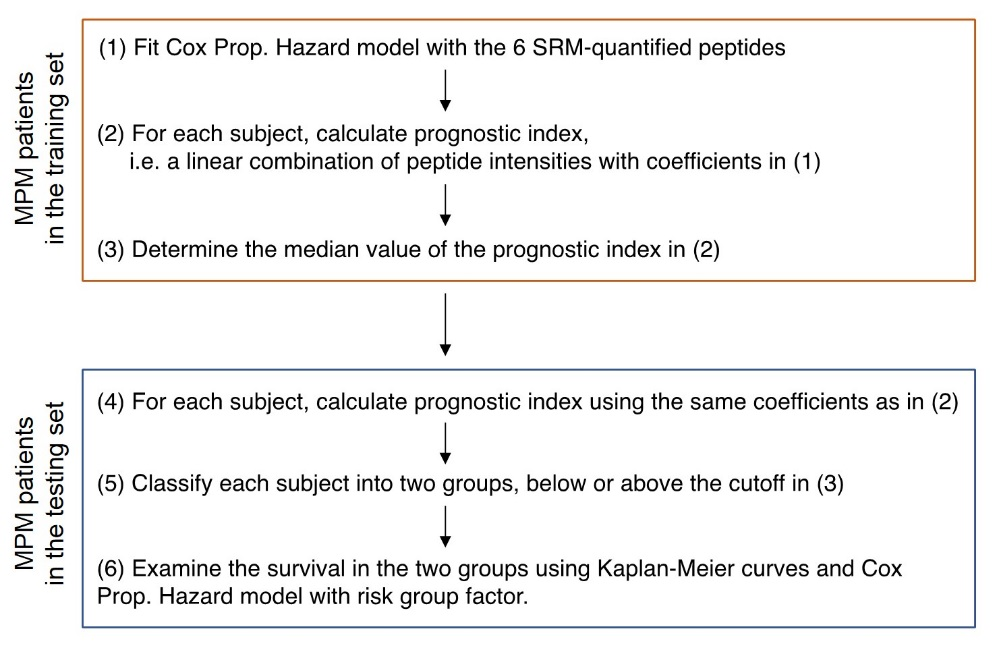 MPM patients
in the training set
(1) Fit Cox Prop. Hazard model with the 6 SRM-quantified peptides
(2) For each subject, calculate prognostic index,
i.e. a linear combination of peptide intensities with coefficients in (1)
(3) Determine the median value of the prognostic index in (2)
MPM patients
in the testing set
(4) For each subject, calculate prognostic index using the same coefficients as in (2)
(5) Classify each subject into two groups, below or above the cutoff in (3)
(6) Examine the survival in the two groups using Kaplan-Meier curves and Cox
Prop. Hazard model with risk group factor.